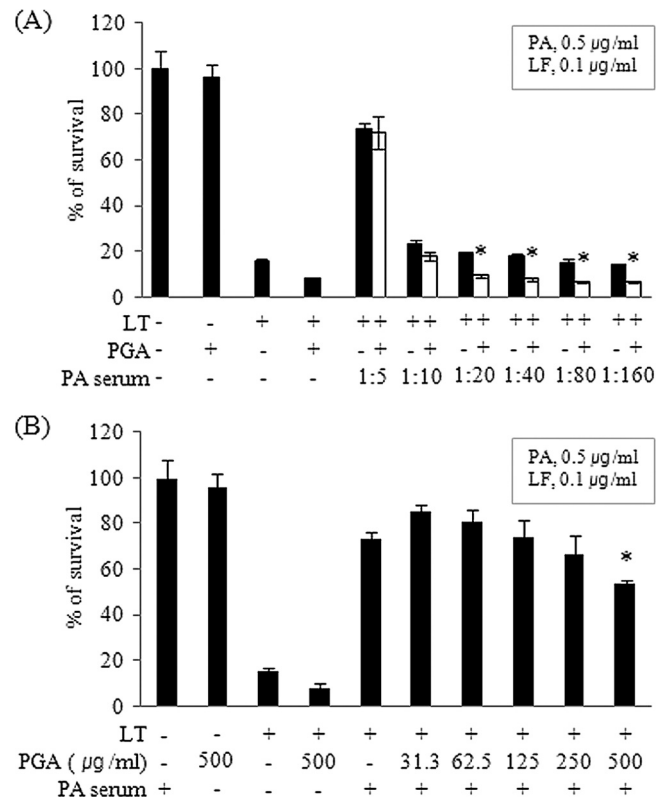 (A)
120
100
80
60
40
20
0
% of survival
PA, 0.5 µg/ml
LF, 0.1 µg/ml
* * * *
LT - - + + ++ ++ ++ ++ ++ ++
PGA - + - + -+ -+ -+ -+ -+ -+
PA serum - - - - 1:5 1:10 1:20 1:40 1:80 1:160
(B)
120
100
80
60
40
20
0
% of survival
PA, 0.5 µg/ml
LF, 0.1 µg/ml
*
LT - - + + + + + + + +
PGA ( µg/ml) - 500 - 500 - 31.3 62.5 125 250 500
PA serum + - - - + + + + + +